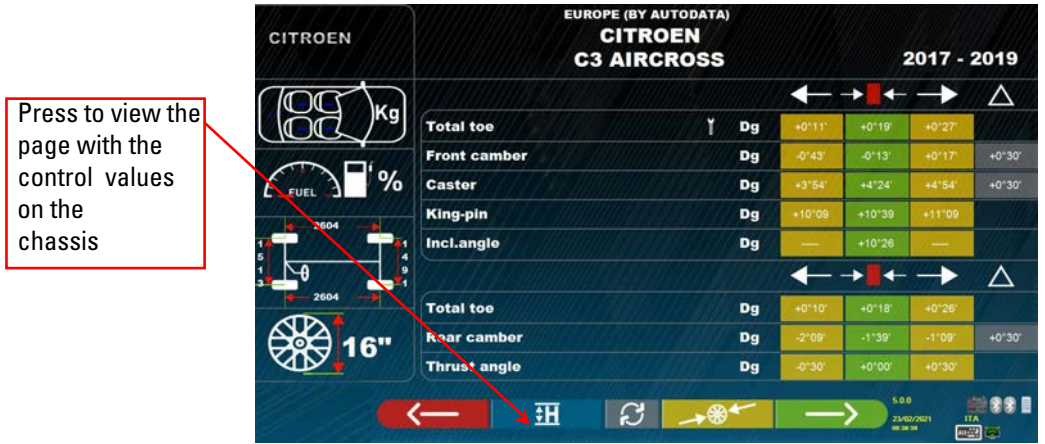 Press to view the
page with the
control values
on the
chassis
CITROEN
EUROPE (BY AUTODATA)
CITROEN
C3 AIRCROSS
2017 - 2019
Kg
FUEL
%
2604
1513
1491
2604
16"
Total toe Dg +0°11' +0°19' +0°27'
Front camber Dg -0°43' -0°13' +0°17' +0°30'
Caster Dg +3°54' +4°24' +4°54' +0°30'
King-pin Dg +10°09 +10°39 +11°09
Incl.angle Dg ---- +10°26 ----
Total toe Dg +0°10' +0°18' +0°26'
Rear camber Dg -2°09' -1°39' -1°09' +0°30'
Thrust angle Dg -0°30' +0°00' +0°30'
H
5.0.0
23/02/2021
ITA